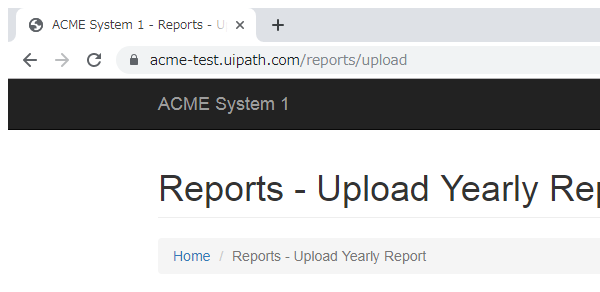 ACME System 1 - Reports - U
acme-test.uipath.com/reports/upload
ACME System 1
Reports - Upload Yearly Rep
Home / Reports - Upload Yearly Report